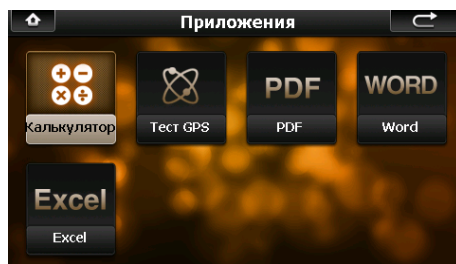 Приложения
Калькулятор
Тест GPS
PDF
PDF
WORD
Word
Excel
Excel